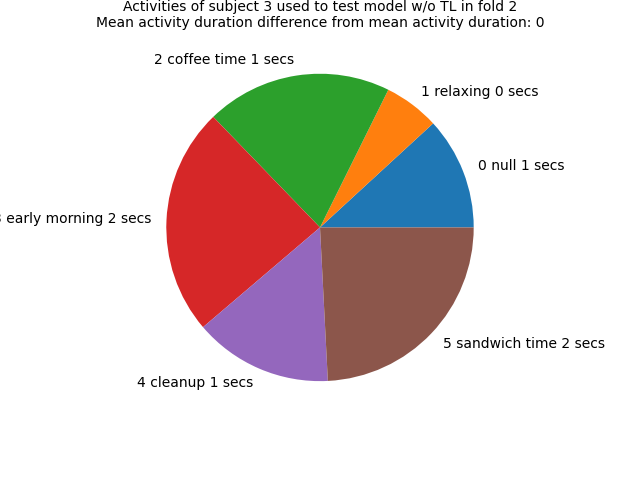 Activities of subject 3 used to test model w/o TL in fold 2
Mean activity duration difference from mean activity duration: 0
2 coffee time 1 secs
1 relaxing 0 secs
0 null 1 secs
3 early morning 2 secs
5 sandwich time 2 secs
4 cleanup 1 secs